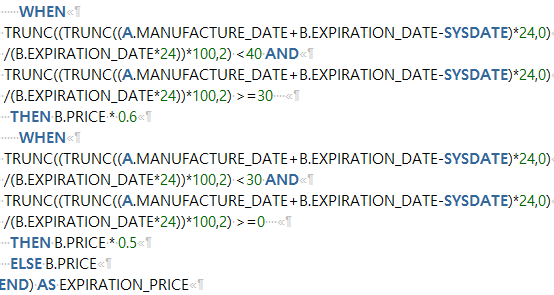 WHEN
TRUNC((TRUNC((A.MANUFACTURE_DATE+B.EXPIRATION_DATE-SYSDATE)*24,0)
/(B.EXPIRATION_DATE*24))*100,2) <40 AND
TRUNC((TRUNC((A.MANUFACTURE_DATE+B.EXPIRATION_DATE-SYSDATE)*24,0)
/(B.EXPIRATION_DATE*24))*100,2) >=30
THEN B.PRICE * 0.6
WHEN
TRUNC((TRUNC((A.MANUFACTURE_DATE+B.EXPIRATION_DATE-SYSDATE)*24,0)
/(B.EXPIRATION_DATE*24))*100,2) <30 AND
TRUNC((TRUNC((A.MANUFACTURE_DATE+B.EXPIRATION_DATE-SYSDATE)*24,0)
/(B.EXPIRATION_DATE*24))*100,2) >=0
THEN B.PRICE * 0.5
ELSE B.PRICE
END) AS EXPIRATION_PRICE